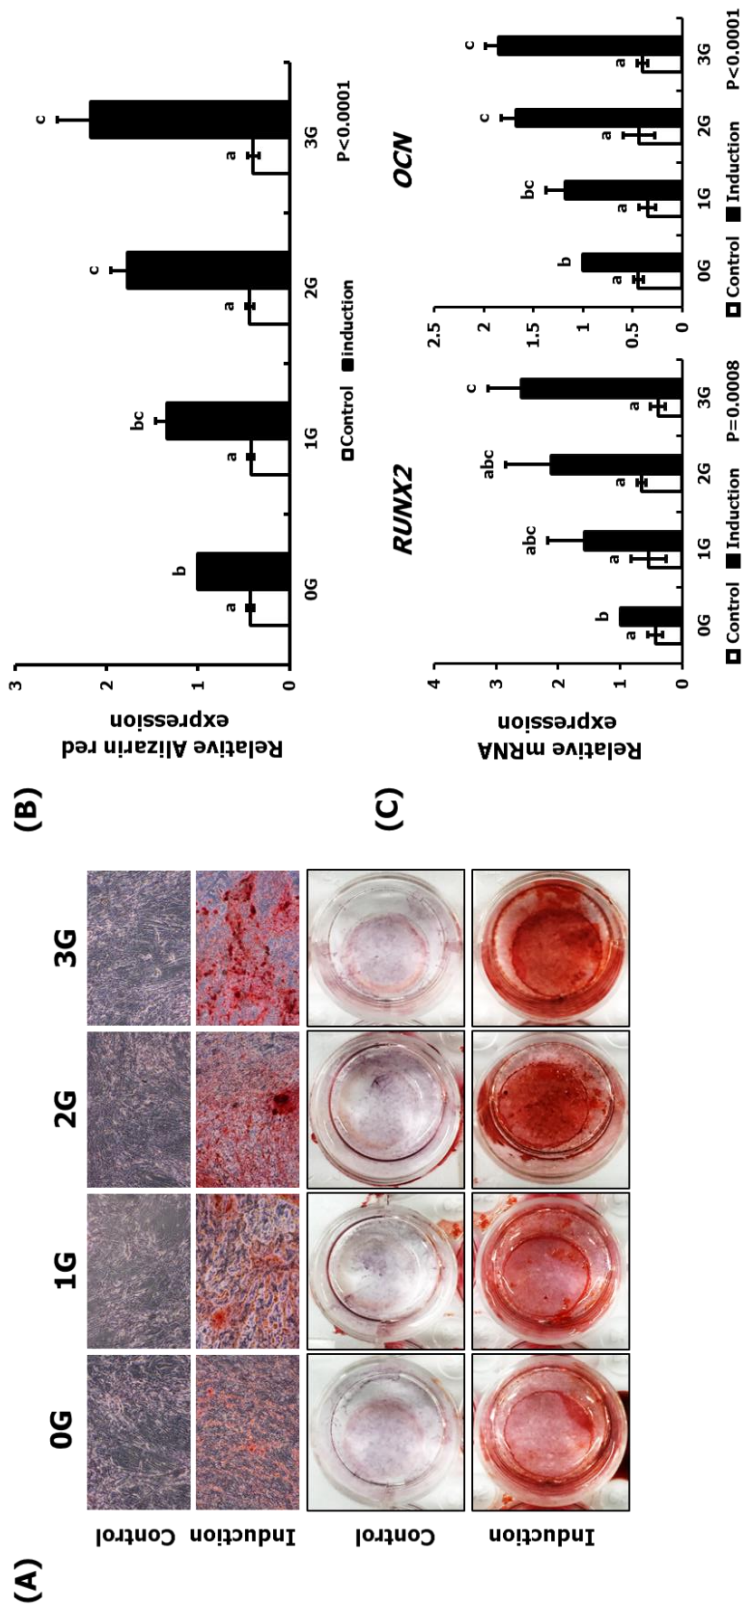 (A)
0G 1G 2G 3G
Control
Induction
Control
Induction
(B)
Relative Alizarin red
expression
3
2
1
0
a b a bc a c a c
0G 1G 2G 3G
Control induction
P<0.0001
(C)
RUNX2
Relative mRNA
expression
4
3
2
1
0
a b a abc a abc a c
0G 1G 2G 3G
Control Induction P=0.0008
OCN
2.5
2
1.5
1
0.5
0
a b a bc a c a c
0G 1G 2G 3G
Control Induction P<0.0001